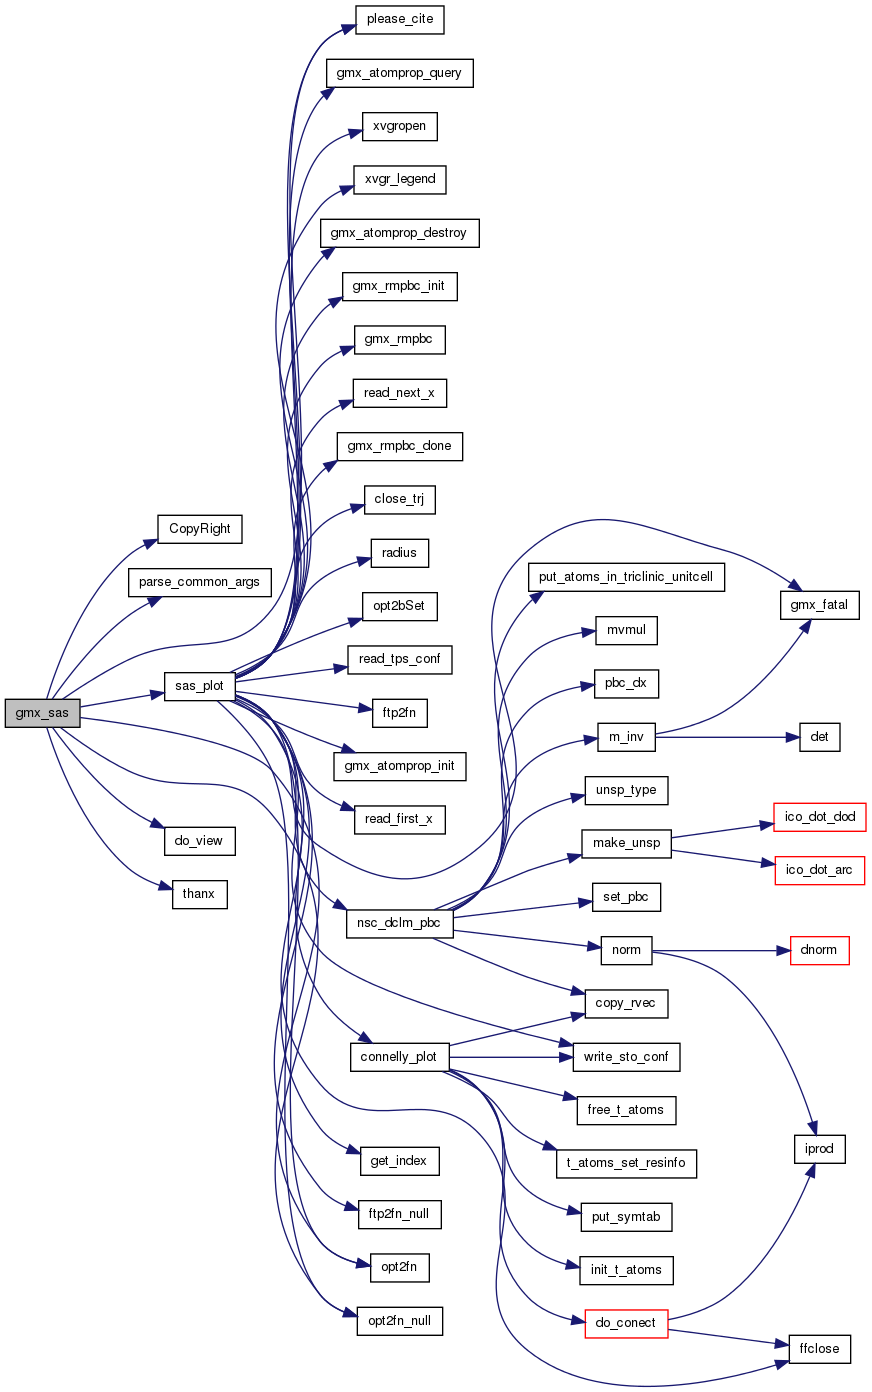 please_cite
gmx_atomprop_query
xvgropen
xvgr_legend
gmx_atomprop_destroy
gmx_rmpbc_init
gmx_rmpbc
read_next_x
gmx_rmpbc_done
close_trj
CopyRight
radius
put_atoms_in_triclinic_unitcell
parse_common_args
opt2bSet
gmx_fatal
mvmul
read_tps_conf
sas_plot
pbc_dx
gmx_sas
ftp2fn
m_inv
det
gmx_atomprop_init
unsp_type
read_first_x
ico_dot_dod
do_view
make_unsp
ico_dot_arc
thanx
set_pbc
nsc_dclm_pbc
norm
dnorm
copy_rvec
connelly_plot
write_sto_conf
free_t_atoms
iprod
get_index
t_atoms_set_resinfo
ftp2fn_null
put_symtab
opt2fn
init_t_atoms
opt2fn_null
do_conect
ffclose